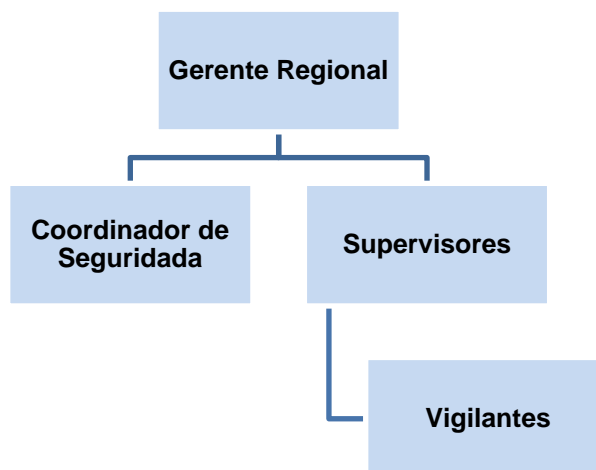 Gerente Regional
Coordinador de
Seguridada
Supervisores
Vigilantes